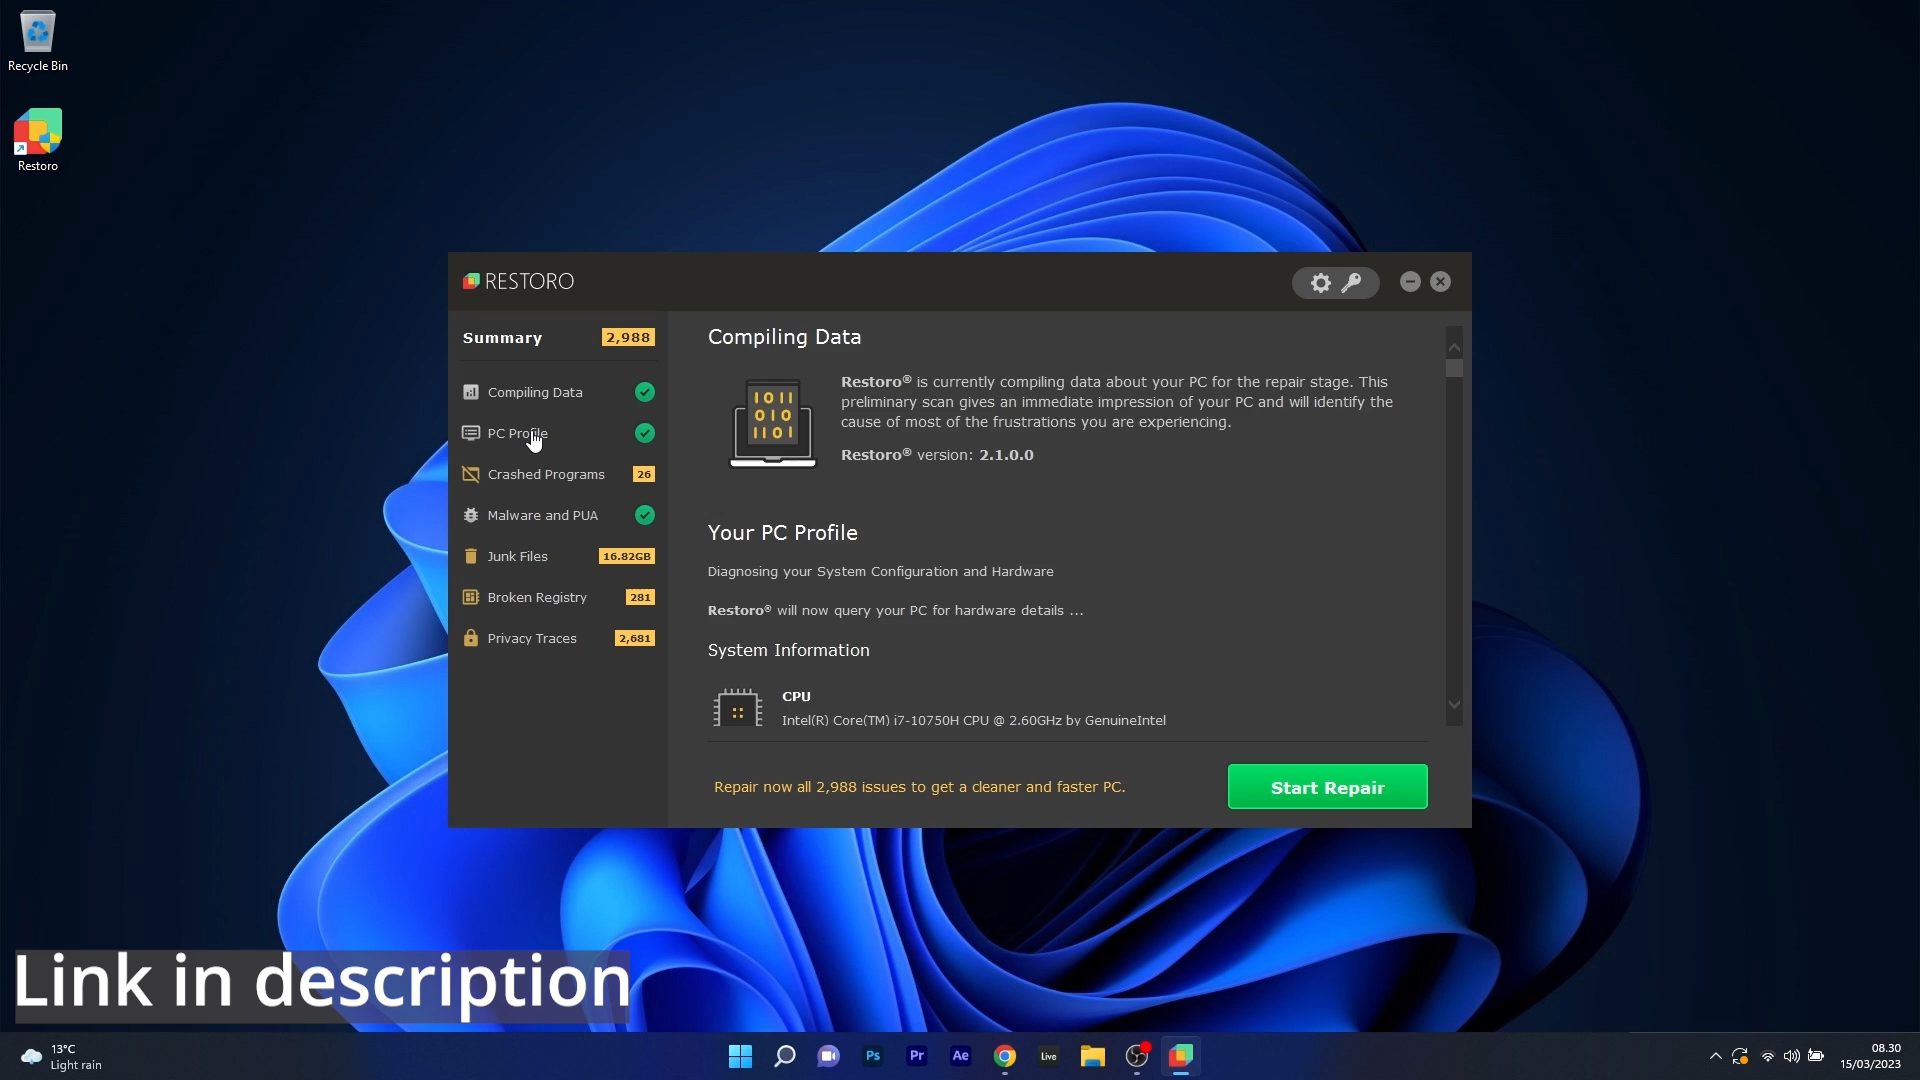 Recycle Bin
Restoro
RESTORO
Summary 2,988
Compiling Data
PC Profile
Crashed Programs 26
Malware and PUA
Junk Files 16.82GB
Broken Registry 281
Privacy Traces 2,681
Compiling Data
1011
010
1101
Restoro® is currently compiling data about your PC for the repair stage. This
preliminary scan gives an immediate impression of your PC and will identify the
cause of most of the frustrations you are experiencing.
Restoro® version: 2.1.0.0
Your PC Profile
Diagnosing your System Configuration and Hardware
Restoro® will now query your PC for hardware details ...
System Information
CPU
Intel(R) Core(TM) i7-10750H CPU @ 2.60GHz by GenuineIntel
Repair now all 2,988 issues to get a cleaner and faster PC.
Start Repair
Link in description
13°C
Light rain
Ps
Pr
Ae
Live
08.30
15/03/2023